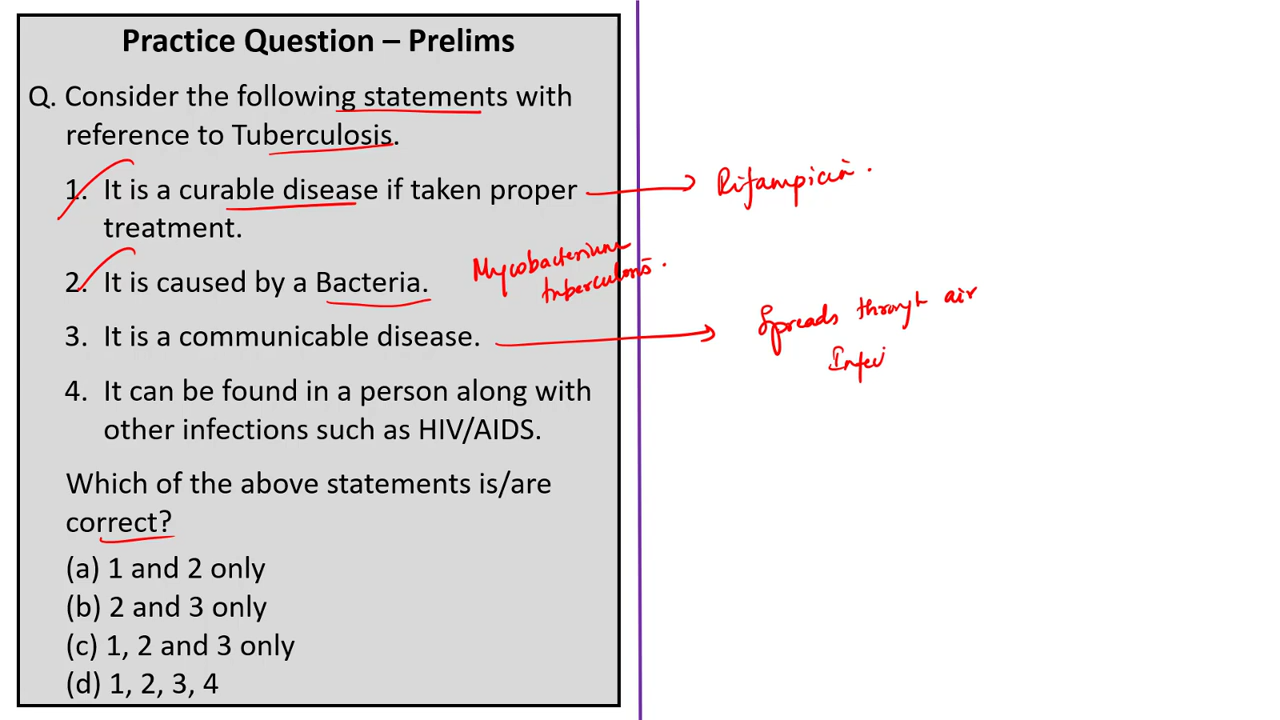 Practice Question – Prelims
Q. Consider the following statements with
reference to Tuberculosis.
1. It is a curable disease if taken proper
treatment.
2. It is caused by a Bacteria.
3. It is a communicable disease.
4. It can be found in a person along with
other infections such as HIV/AIDS.
Which of the above statements is/are
correct?
(a) 1 and 2 only
(b) 2 and 3 only
(c) 1, 2 and 3 only
(d) 1, 2, 3, 4
Rifampicin.
Mycobacterium
tuberculosis.
Spreads through air
Infec